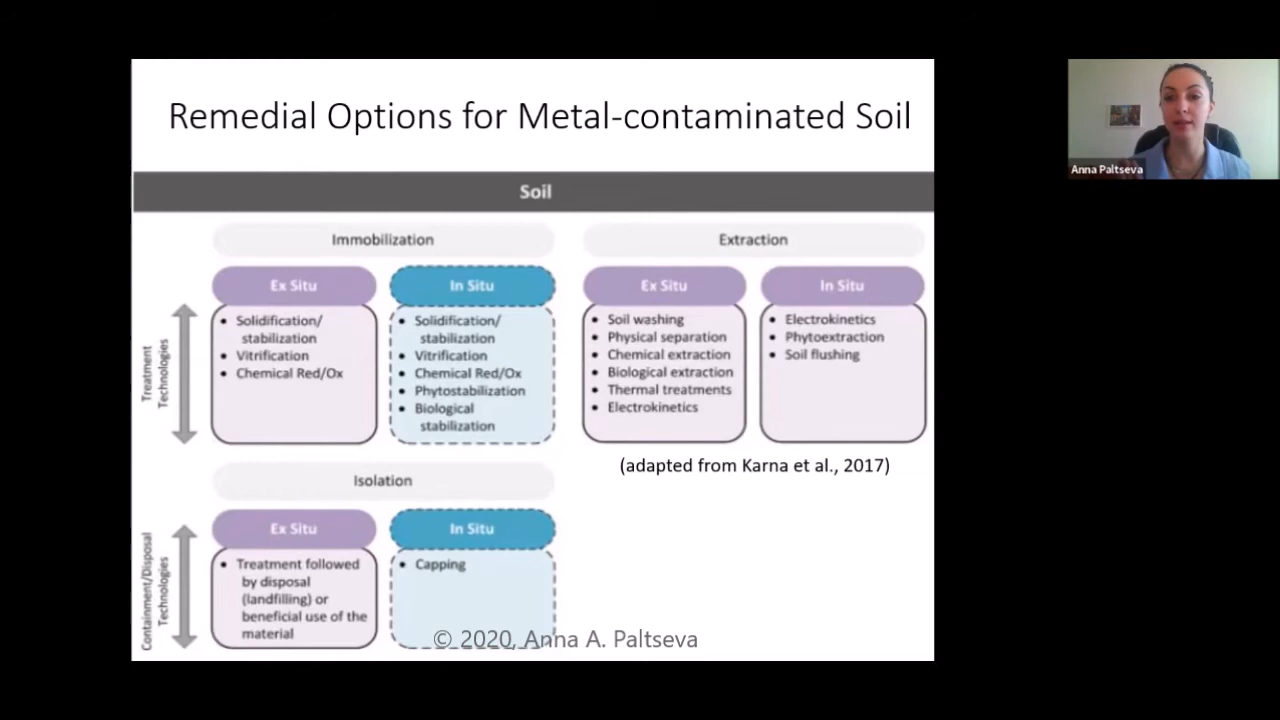 Remedial Options for Metal-contaminated Soil
Soil
Immobilization
Extraction
Ex Situ
In Situ
Ex Situ
In Situ
Treatment
Technologies
• Solidification/
stabilization
• Vitrification
• Chemical Red/Ox
• Solidification/
stabilization
• Vitrification
• Chemical Red/Ox
• Phytostabilization
• Biological
stabilization
• Soil washing
• Physical separation
• Chemical extraction
• Biological extraction
• Thermal treatments
• Electrokinetics
• Electrokinetics
• Phytoextraction
• Soil flushing
(adapted from Karna et al., 2017)
Isolation
Ex Situ
In Situ
Containment/Disposal
Technologies
• Treatment followed
by disposal
(landfilling) or
beneficial use of the
material
• Capping
© 2020, Anna A. Paltseva
Anna Paltseva